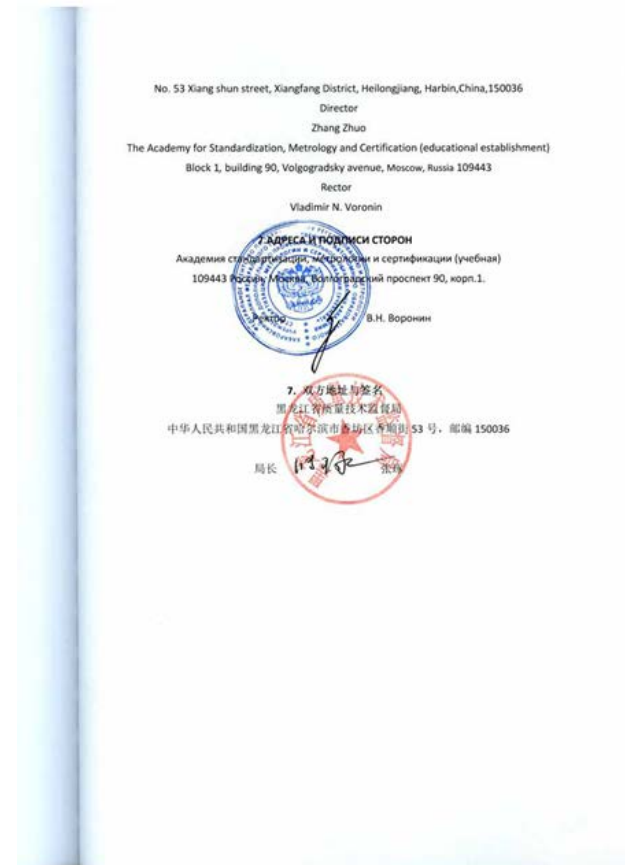 No. 53 Xiang shun street, Xiangfang District, Heilongjiang, Harbin,China,150036
Director
Zhang Zhuo
The Academy for Standardization, Metrology and Certification (educational establishment)
Block 1, building 90, Volgogradsky avenue, Moscow, Russia 109443
Rector
Vladimir N. Voronin
7 АДРЕСА И ПОДПИСИ СТОРОН
Академия стандартизации, метрологии и сертификации (учебная)
109443 Россия, Москва, Волгоградский проспект 90, корп.1.
Ректор В.Н. Воронин
7. 双方地址与签名
黑龙江省质量技术监督局
中华人民共和国黑龙江省哈尔滨市香坊区香顺街 53 号，邮编 150036
局长